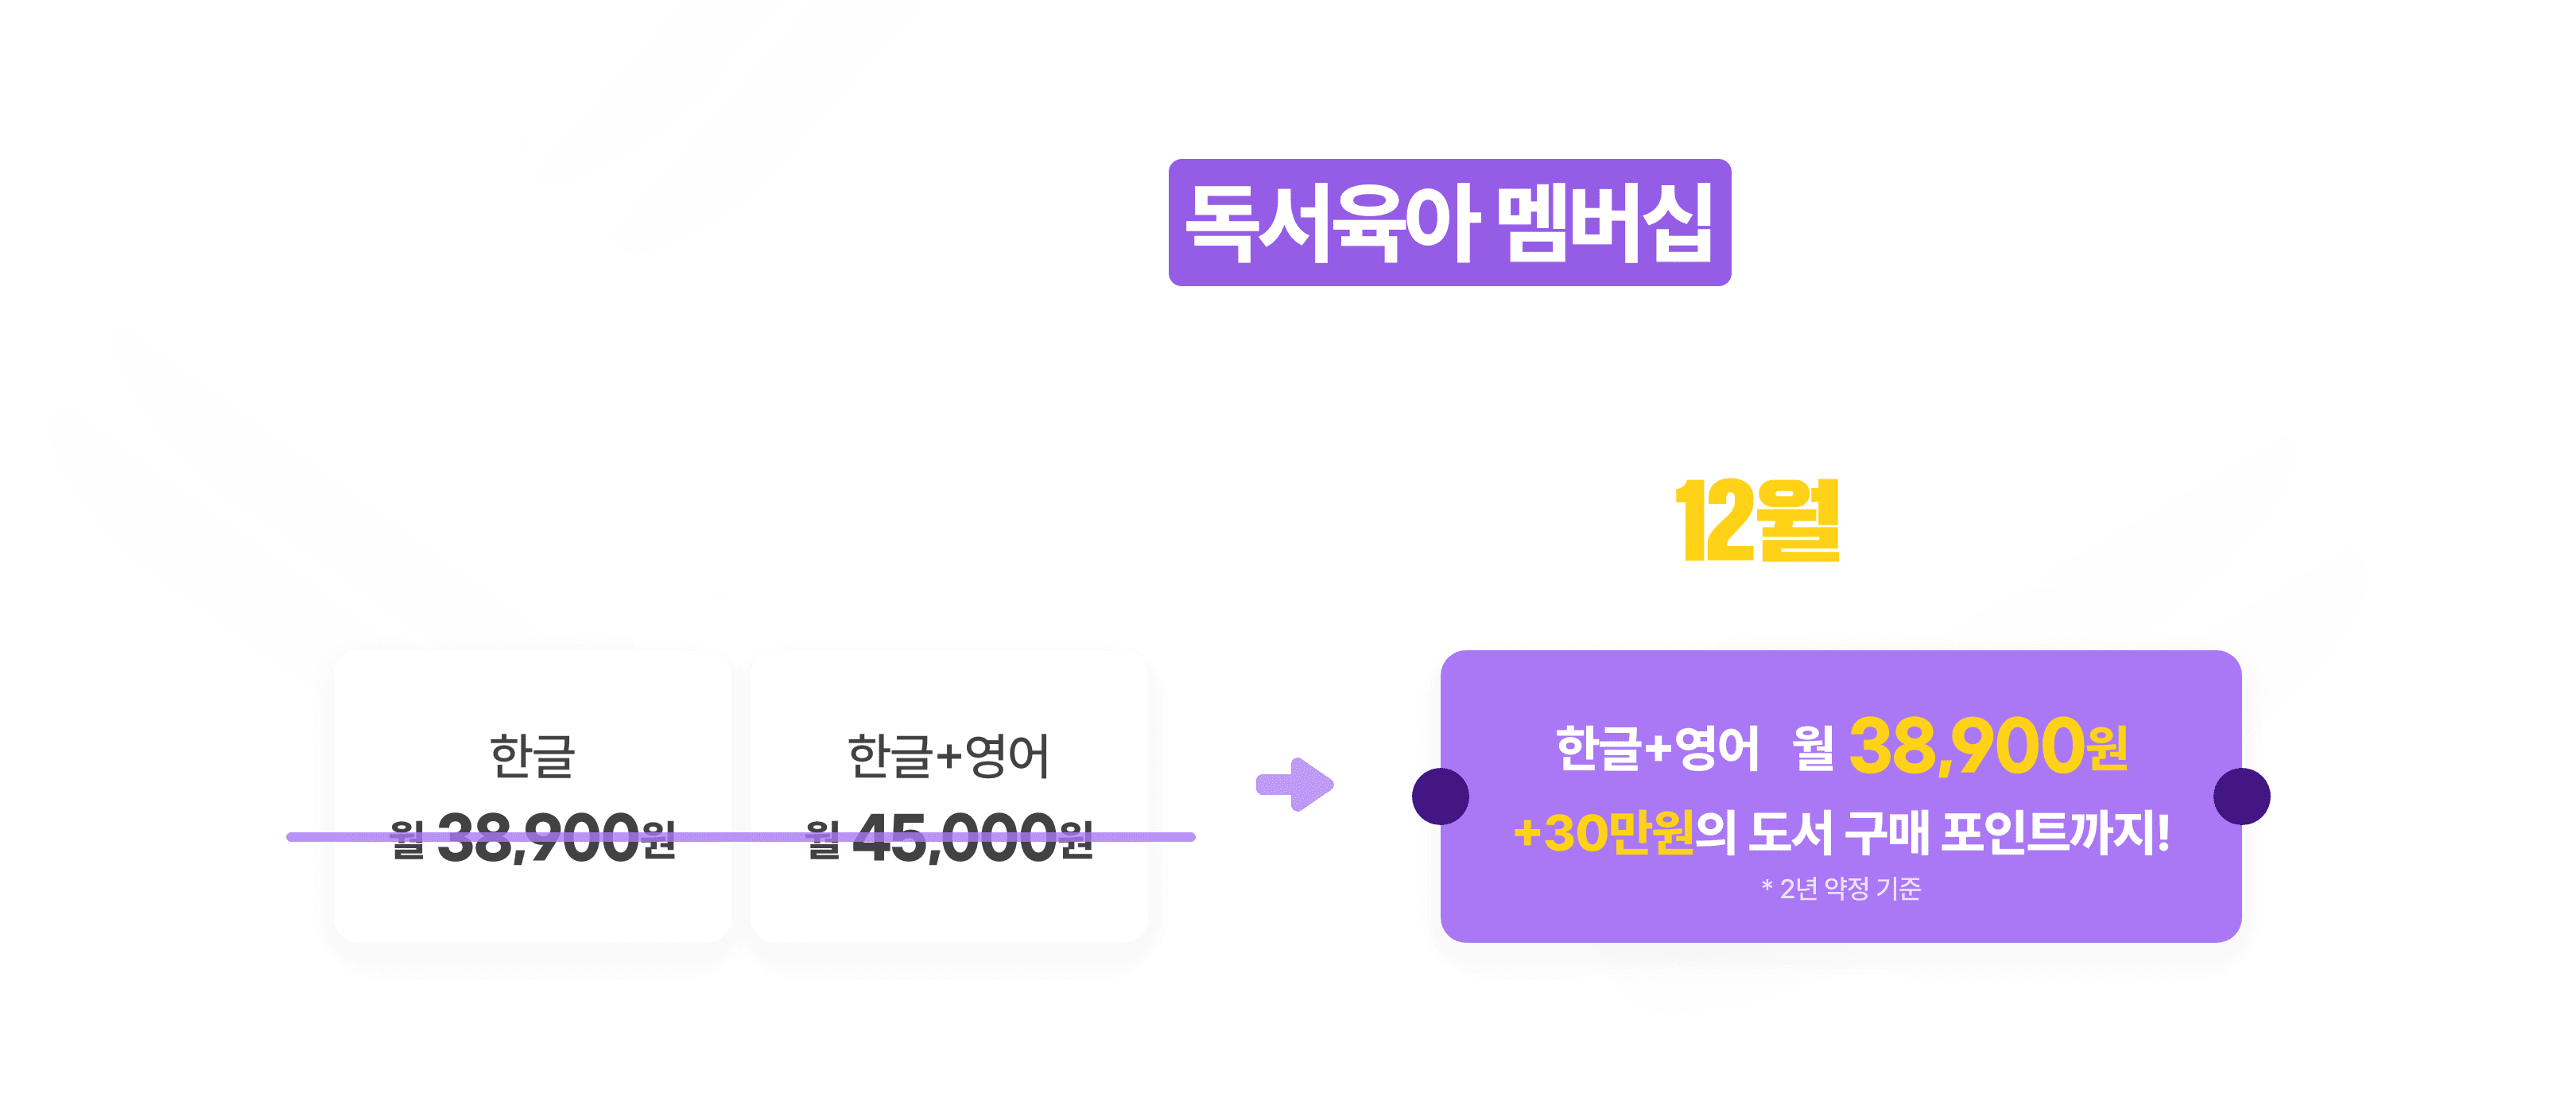 독서육아 멤버십
12월
한글
월 38,900원
한글+영어
월 45,000원
한글+영어 월 38,900원
+30만원의 도서 구매 포인트까지!
* 2년 약정 기준